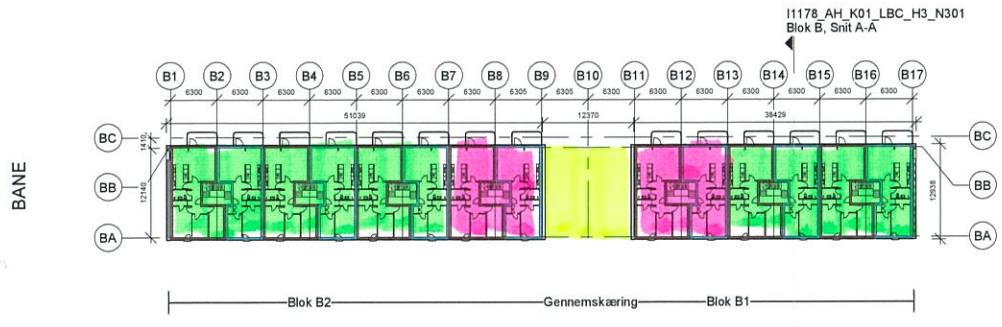 I1178_AH_K01_LBC_H3_N301
Blok B, Snit A-A
B1 B2 B3 B4 B5 B6 B7 B8 B9 B10 B11 B12 B13 B14 B15 B16 B17
6300 6300 6300 6300 6300 6300 6300 6300 6305 6305 6300 6300 6300 6300 6300 6300
51039 12370 38429
BC 1410 BC
BANE
BB 12140 12938 BB
BA BA
Blok B2 Gennemskæring Blok B1